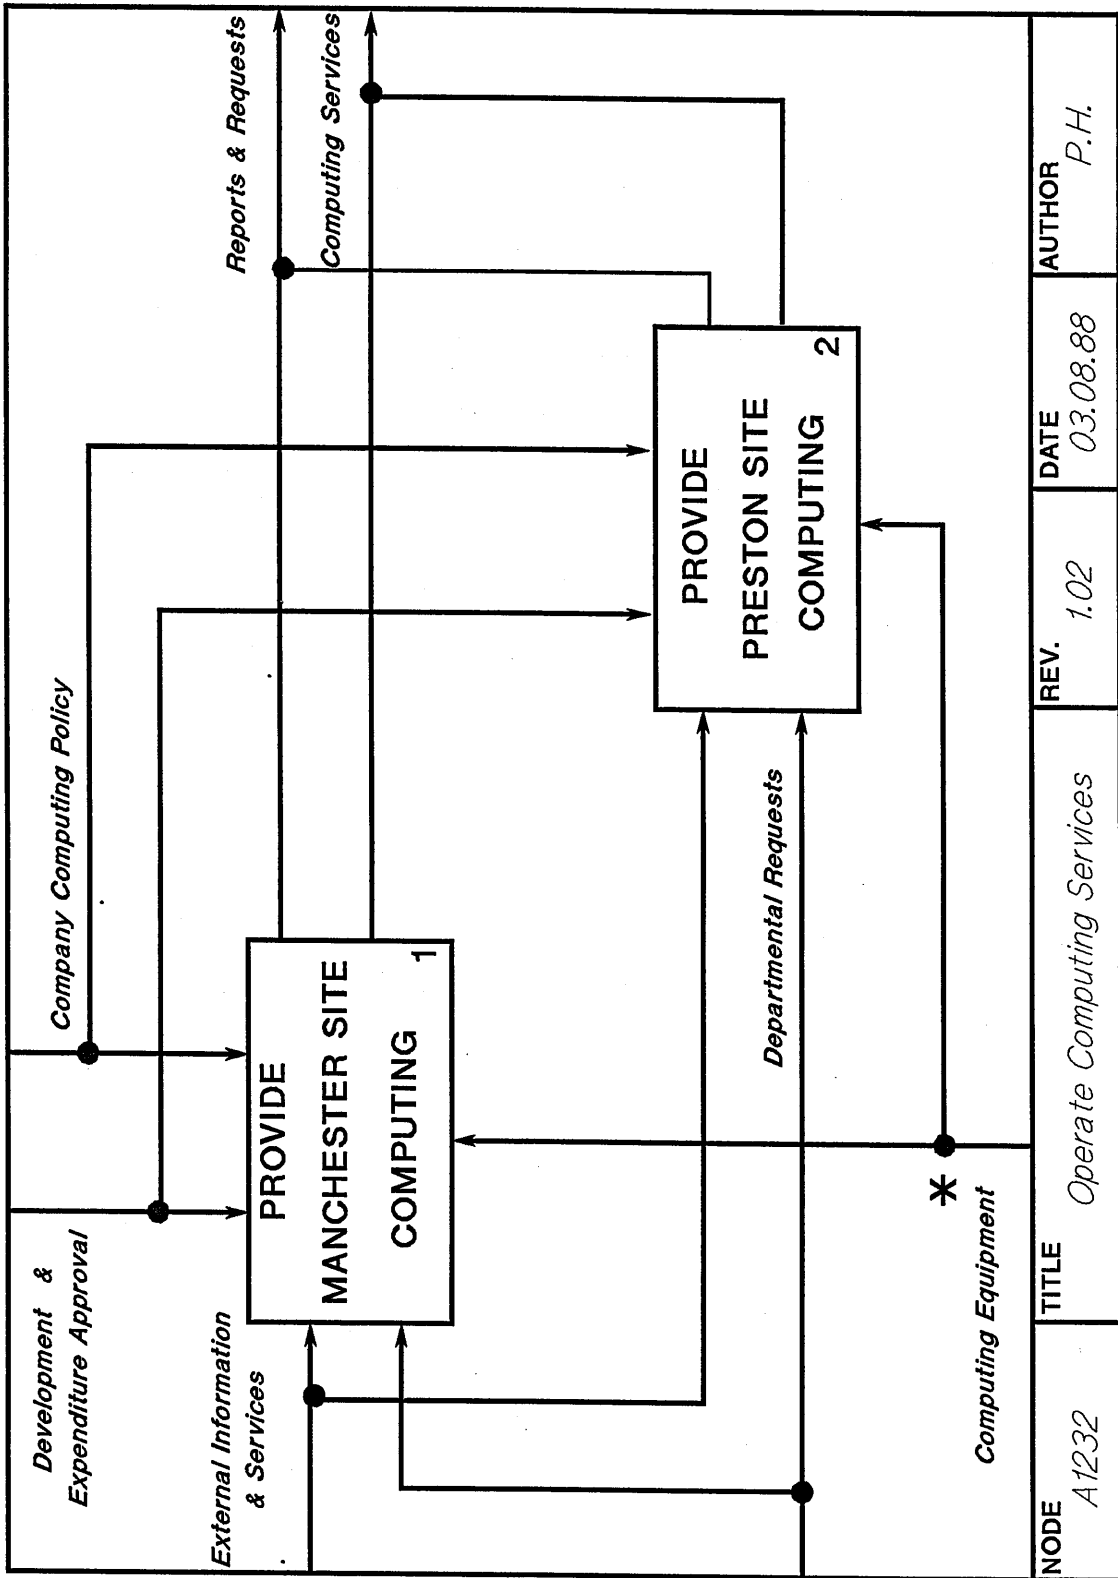 Development &
Expenditure Approval
Company Computing Policy
External Information
& Services
Reports & Requests
Computing Services
PROVIDE
MANCHESTER SITE
COMPUTING
1
PROVIDE
PRESTON SITE
COMPUTING
2
Departmental Requests
*
Computing Equipment
NODE
A1232
TITLE
Operate Computing Services
REV.
1.02
DATE
03.08.88
AUTHOR
P.H.